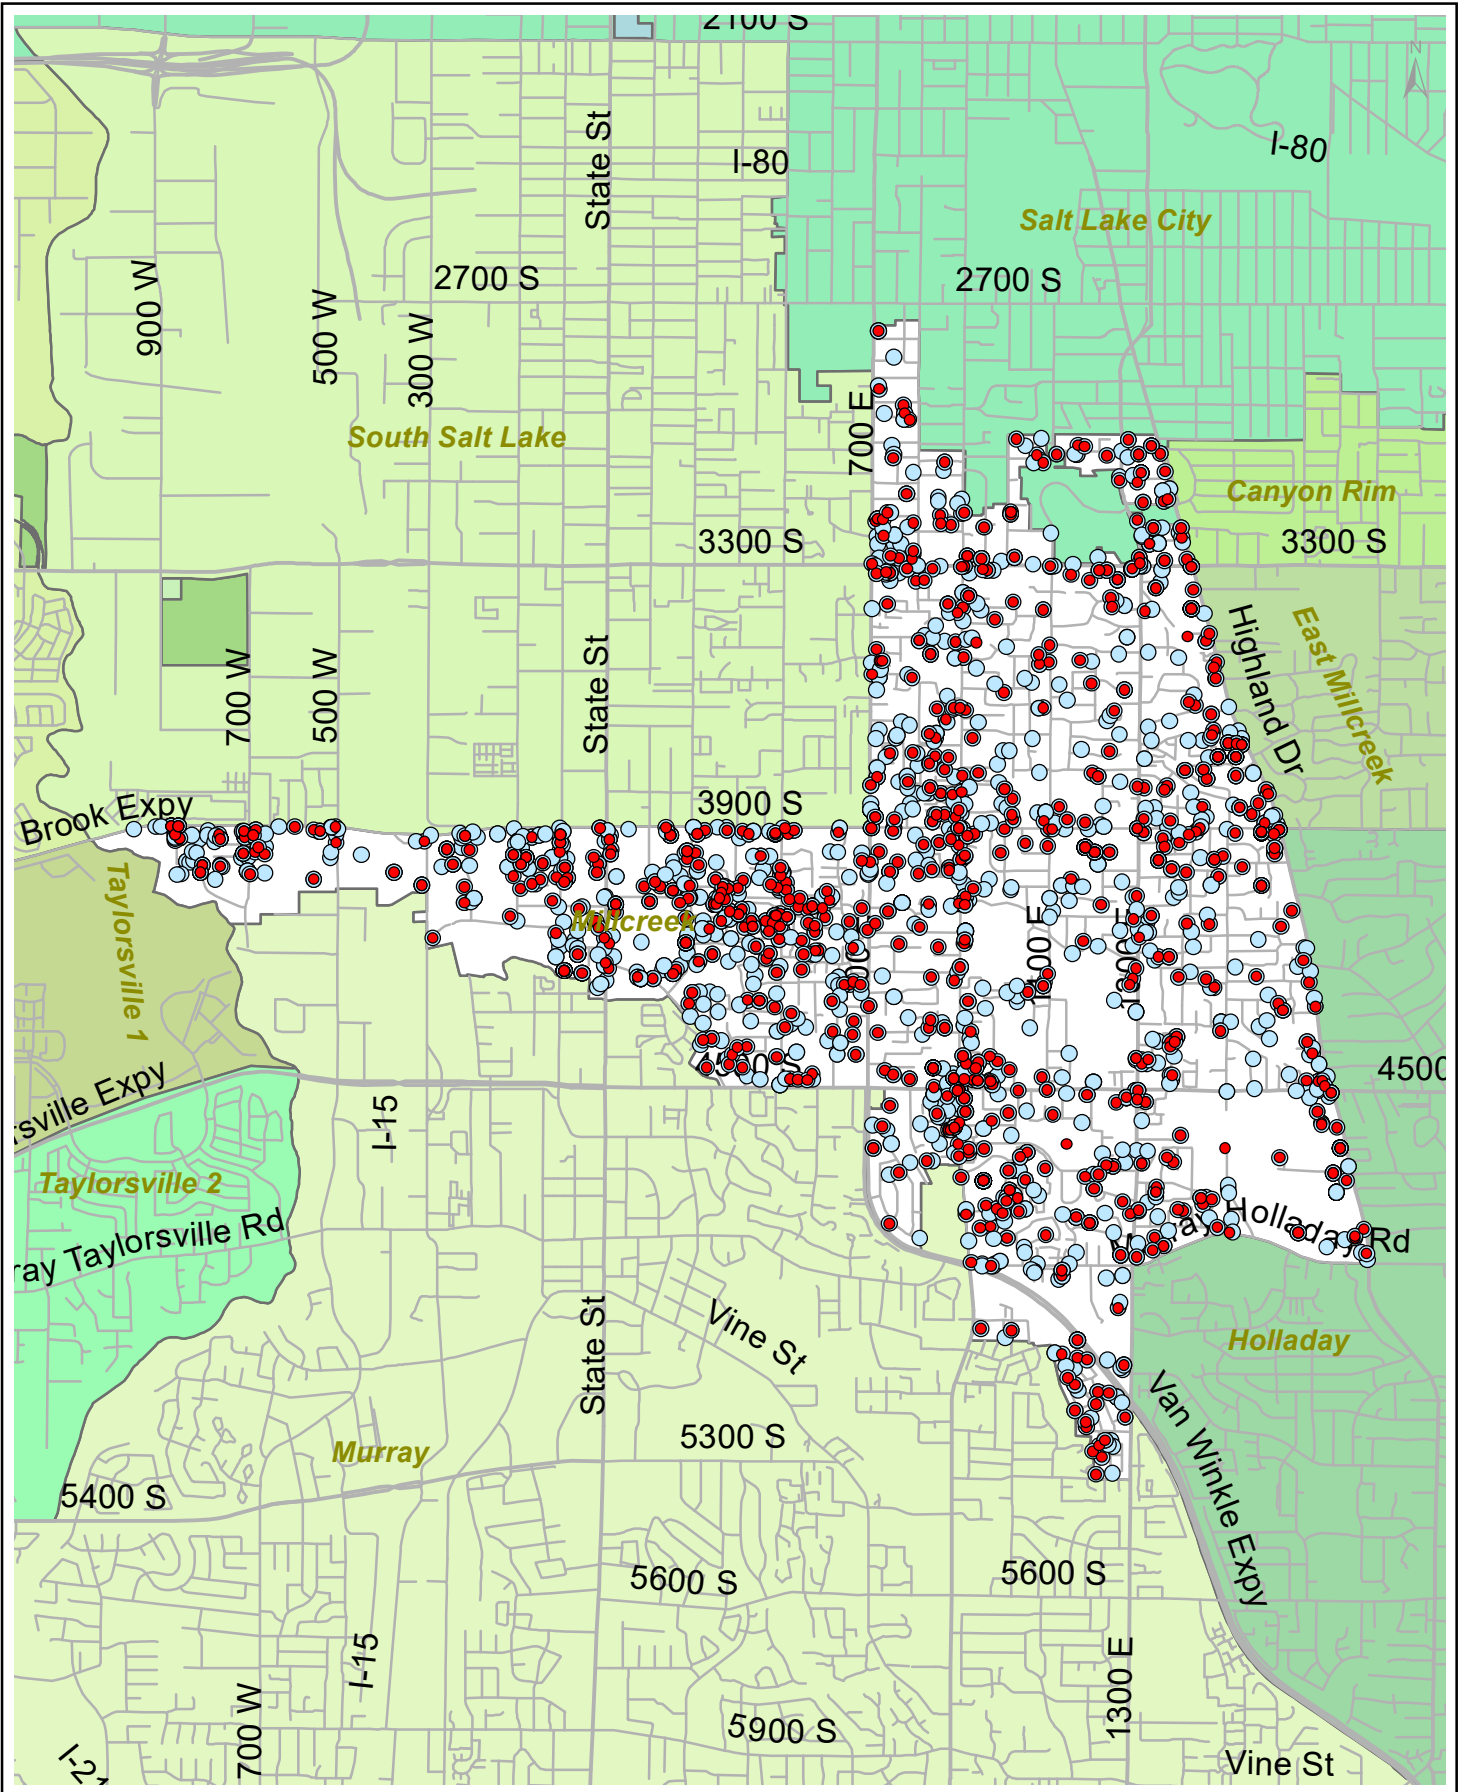 2100 S
N
State St
I-80
I-80
Salt Lake City
900 W
2700 S
2700 S
500 W
300 W
700 E
South Salt Lake
Canyon Rim
3300 S
3300 S
Highland Dr
East Millcreek
700 W
500 W
State St
Brook Expy
3900 S
Taylorsville 1
Millcreek
4500 S
4500
rsville Expy
I-15
Taylorsville 2
ray Taylorsville Rd
Murray Holladay Rd
State St
Vine St
Holladay
Van Winkle Expy
Murray
5300 S
5400 S
5600 S
5600 S
I-15
1300 E
700 W
5900 S
Vine St